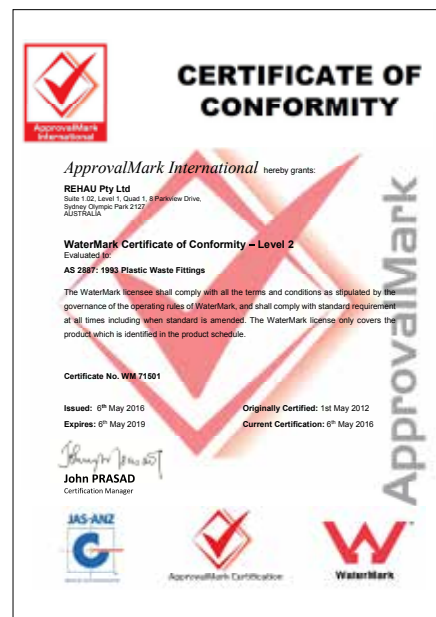 CERTIFICATE OF
CONFORMITY
ApprovalMark
International
ApprovalMark International hereby grants:
REHAU Pty Ltd
Suite 1.02, Level 1, Quad 1, 8 Parkview Drive,
Sydney Olympic Park 2127
AUSTRALIA
WaterMark Certificate of Conformity – Level 2
Evaluated to:
AS 2887: 1993 Plastic Waste Fittings
The WaterMark licensee shall comply with all the terms and conditions as stipulated by the
governance of the operating rules of WaterMark, and shall comply with standard requirement
at all times including when standard is amended. The WaterMark license only covers the
product which is identified in the product schedule.
Certificate No. WM 71501
Issued: 6th May 2016 Originally Certified: 1st May 2012
Expires: 6th May 2019 Current Certification: 6th May 2016
John PRASAD
Certification Manager
ApprovalMark
JAS-ANZ
ApprovalMark Certification
WaterMark